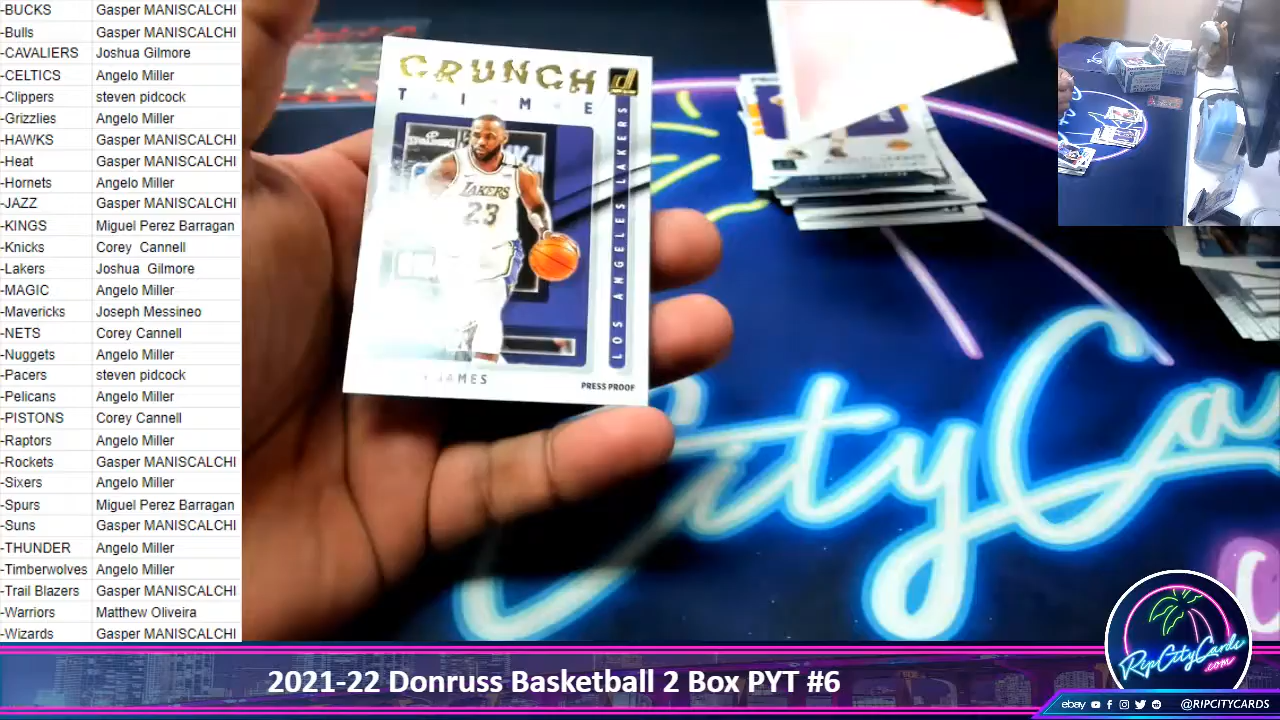 -BUCKS Gasper MANISCALCHI
-Bulls Gasper MANISCALCHI
-CAVALIERS Joshua Gilmore
-CELTICS Angelo Miller
-Clippers steven pidcock
-Grizzlies Angelo Miller
-HAWKS Gasper MANISCALCHI
-Heat Gasper MANISCALCHI
-Hornets Angelo Miller
-JAZZ Gasper MANISCALCHI
-KINGS Miguel Perez Barragan
-Knicks Corey Cannell
-Lakers Joshua Gilmore
-MAGIC Angelo Miller
-Mavericks Joseph Messineo
-NETS Corey Cannell
-Nuggets Angelo Miller
-Pacers steven pidcock
-Pelicans Angelo Miller
-PISTONS Corey Cannell
-Raptors Angelo Miller
-Rockets Gasper MANISCALCHI
-Sixers Angelo Miller
-Spurs Miguel Perez Barragan
-Suns Gasper MANISCALCHI
-THUNDER Angelo Miller
-Timberwolves Angelo Miller
-Trail Blazers Gasper MANISCALCHI
-Warriors Matthew Oliveira
-Wizards Gasper MANISCALCHI
CRUNCH
LAKERS
23
LOS ANGELES LAKERS
JAMES
PRESS PROOF
ityCa
RipCityCards
.com
2021-22 Donruss Basketball 2 Box PYT #6
ebay @RIPCITYCARDS